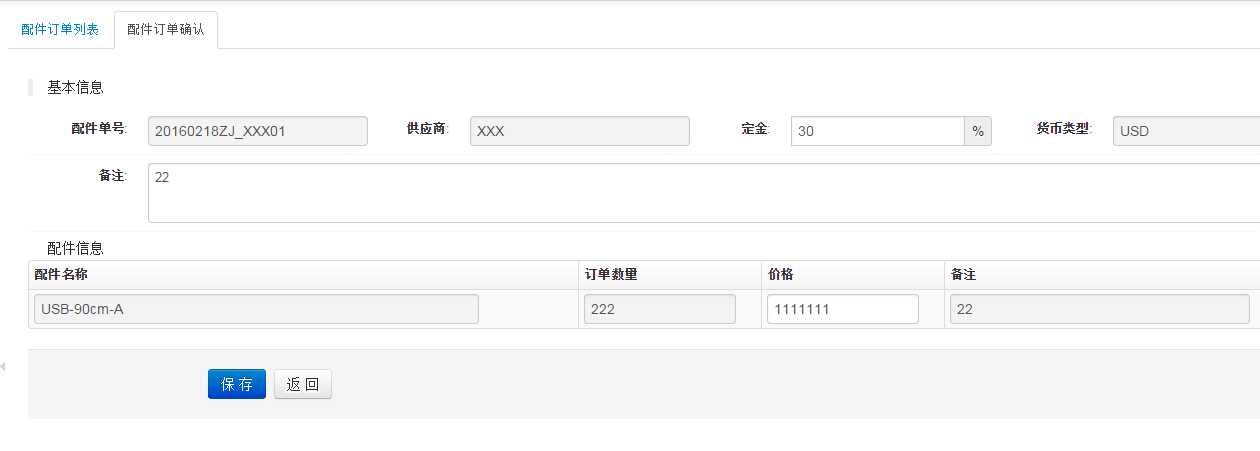 配件订单列表 配件订单确认
基本信息
配件单号: 20160218ZJ_XXX01 供应商: XXX 定金: 30 % 货币类型: USD
备注: 22
配件信息
配件名称 订单数量 价格 备注
USB-90cm-A 222 1111111 22
保 存 返 回